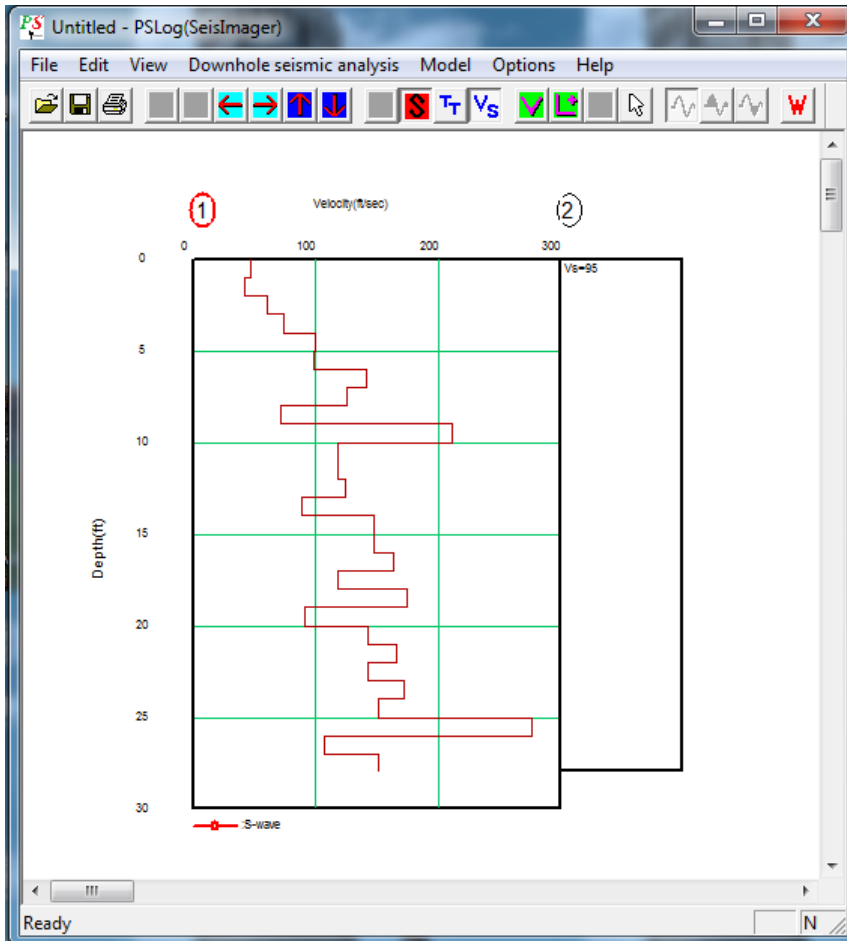 PS Untitled - PSLog(SeisImager)
File Edit View Downhole seismic analysis Model Options Help
S TT VS W
1 Velocity(ft/sec) 2
0 100 200 300
0
Vs=95
5
10
15
Depth(ft)
20
25
30
:S-wave
Ready N